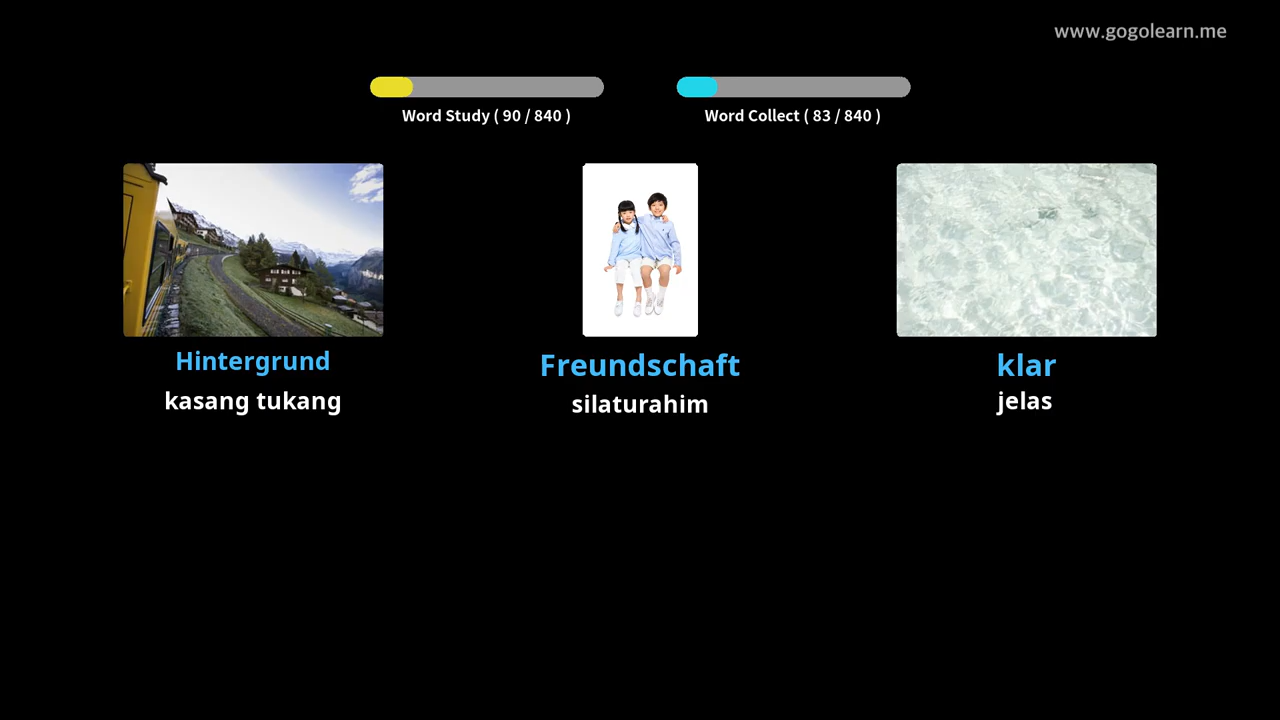 www.gogolearn.me
Word Study ( 90 / 840 )
Word Collect ( 83 / 840 )
Hintergrund
kasang tukang
Freundschaft
silaturahim
klar
jelas